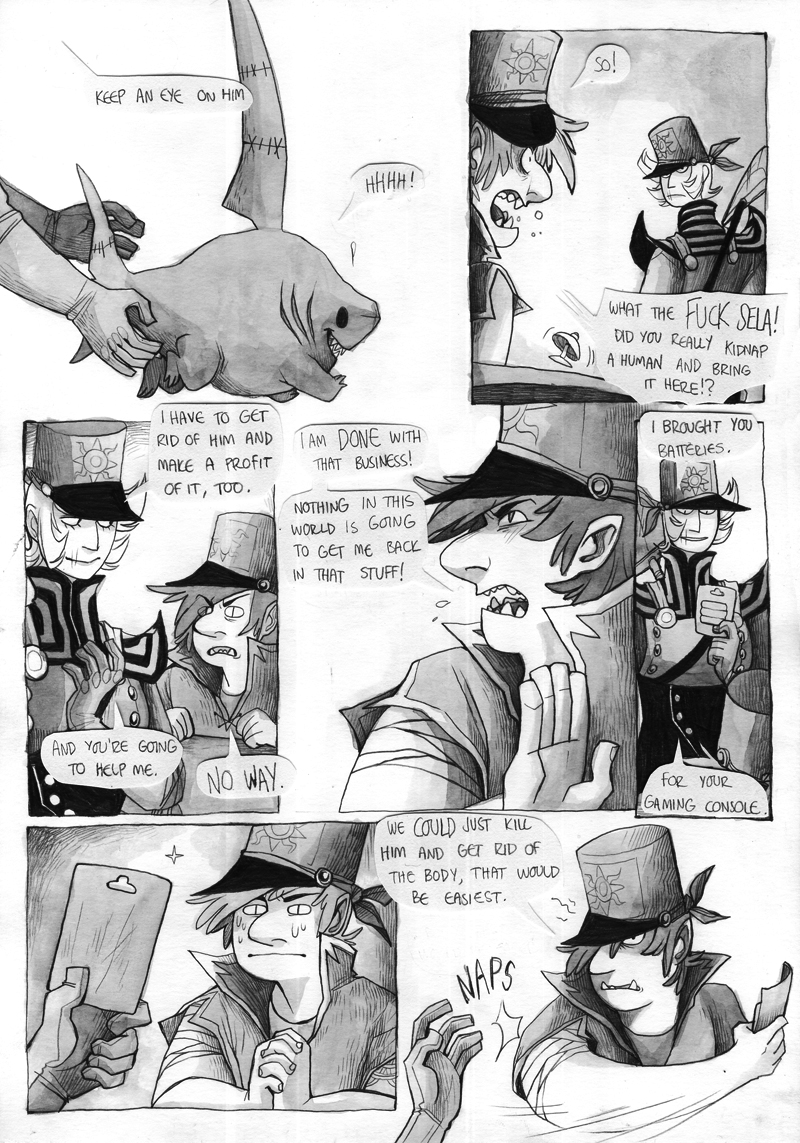 KEEP AN EYE ON HIM
HHHH!
SO!
WHAT THE FUCK SELA!
DID YOU REALLY KIDNAP
A HUMAN AND BRING
IT HERE!?
I HAVE TO GET
RID OF HIM AND
MAKE A PROFIT
OF IT, TOO.
AND YOU'RE GOING
TO HELP ME.
NO WAY.
I AM DONE WITH
THAT BUSINESS!
NOTHING IN THIS
WORLD IS GOING
TO GET ME BACK
IN THAT STUFF!
I BROUGHT YOU
BATTERIES.
FOR YOUR
GAMING CONSOLE.
WE COULD JUST KILL
HIM AND GET RID OF
THE BODY, THAT WOULD
BE EASIEST.
NAPS